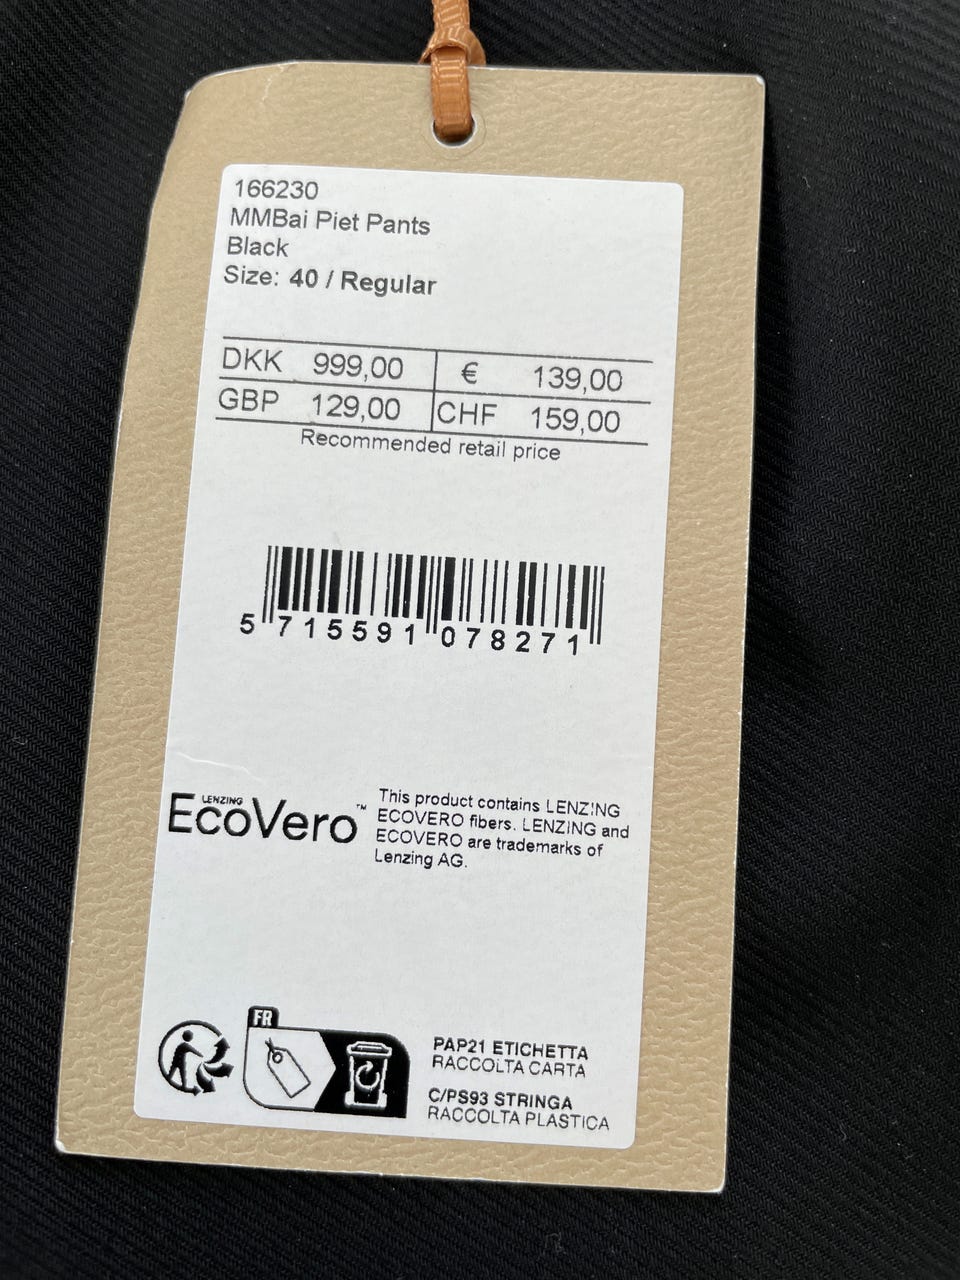 166230
MMBai Piet Pants
Black
Size: 40 / Regular
DKK 999,00 € 139,00
GBP 129,00 CHF 159,00
Recommended retail price
5 715591 078271
LENZING
EcoVero™
This product contains LENZING
ECOVERO fibers. LENZING and
ECOVERO are trademarks of
Lenzing AG.
FR
PAP21 ETICHETTA
RACCOLTA CARTA
C/PS93 STRINGA
RACCOLTA PLASTICA